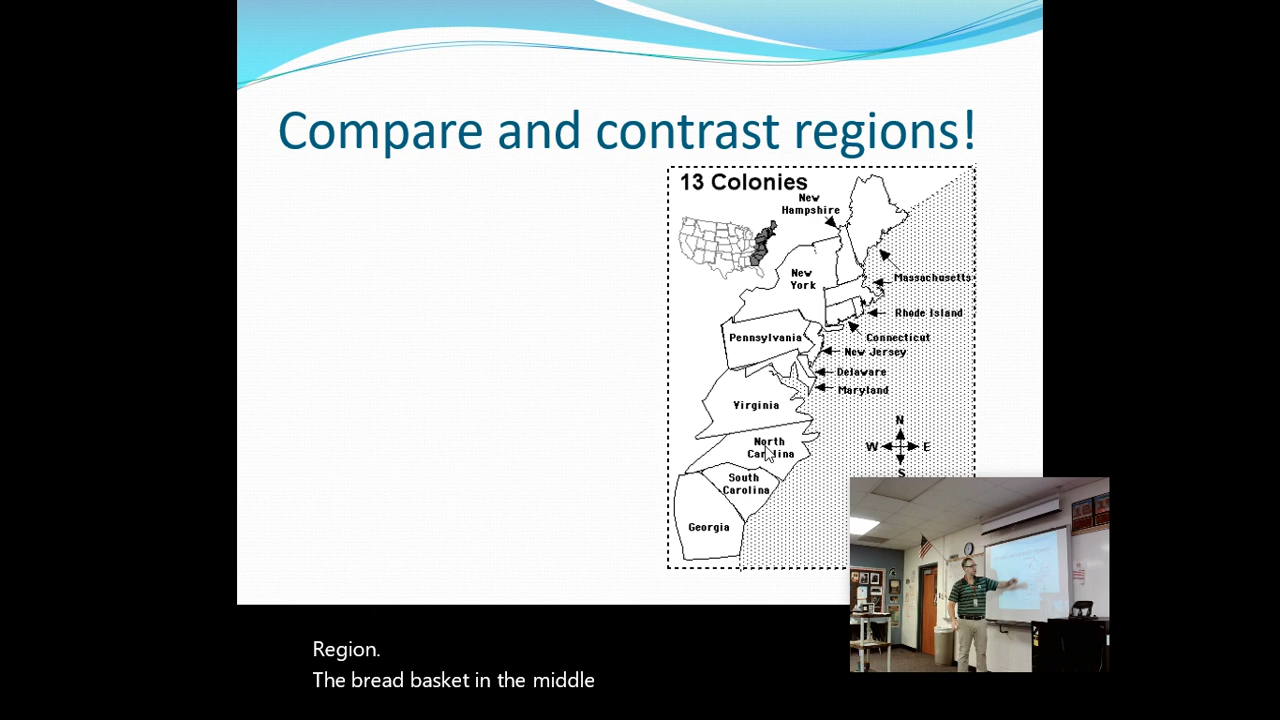 Compare and contrast regions!
13 Colonies
New
Hampshire
New
York
Massachusetts
Rhode Island
Pennsylvania
Connecticut
New Jersey
Delaware
Maryland
Virginia
N
W E
S
North
Carolina
South
Carolina
Georgia
Region.
The bread basket in the middle